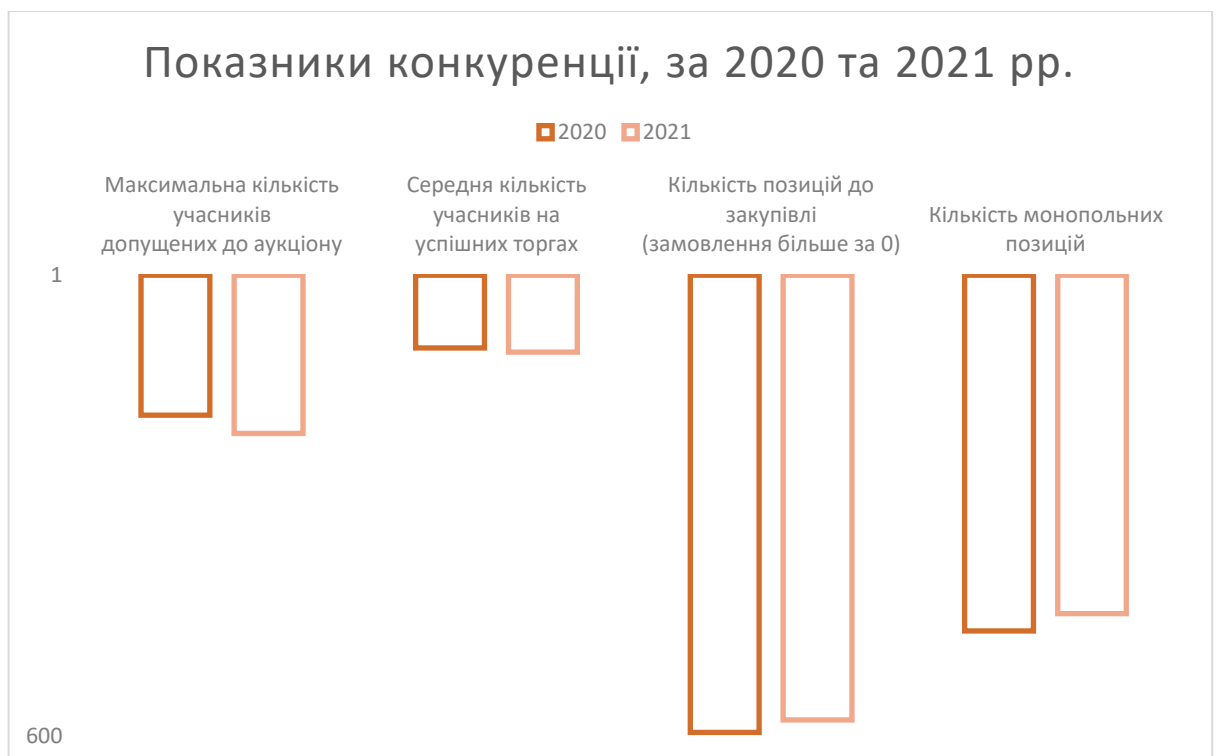 Показники конкуренції, за 2020 та 2021 рр.
2020 2021
Максимальна кількість
учасників
допущених до аукціону
Середня кількість
учасників на
успішних торгах
Кількість позицій до
закупівлі
(замовлення більше за 0)
Кількість монопольних
позицій
1
600